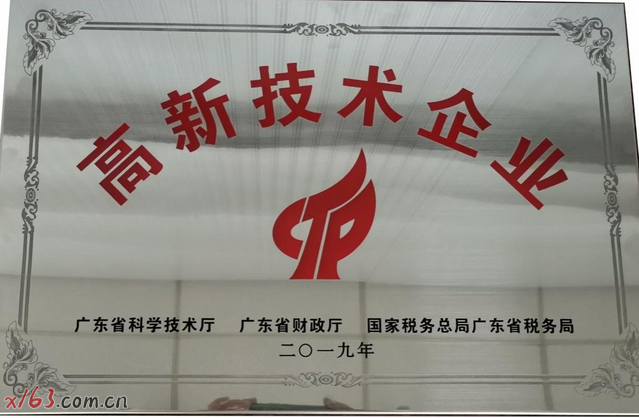 高新技术企业
CTP
广东省科学技术厅 广东省财政厅 国家税务总局广东省税务局
二〇一九年
x163.com.cn